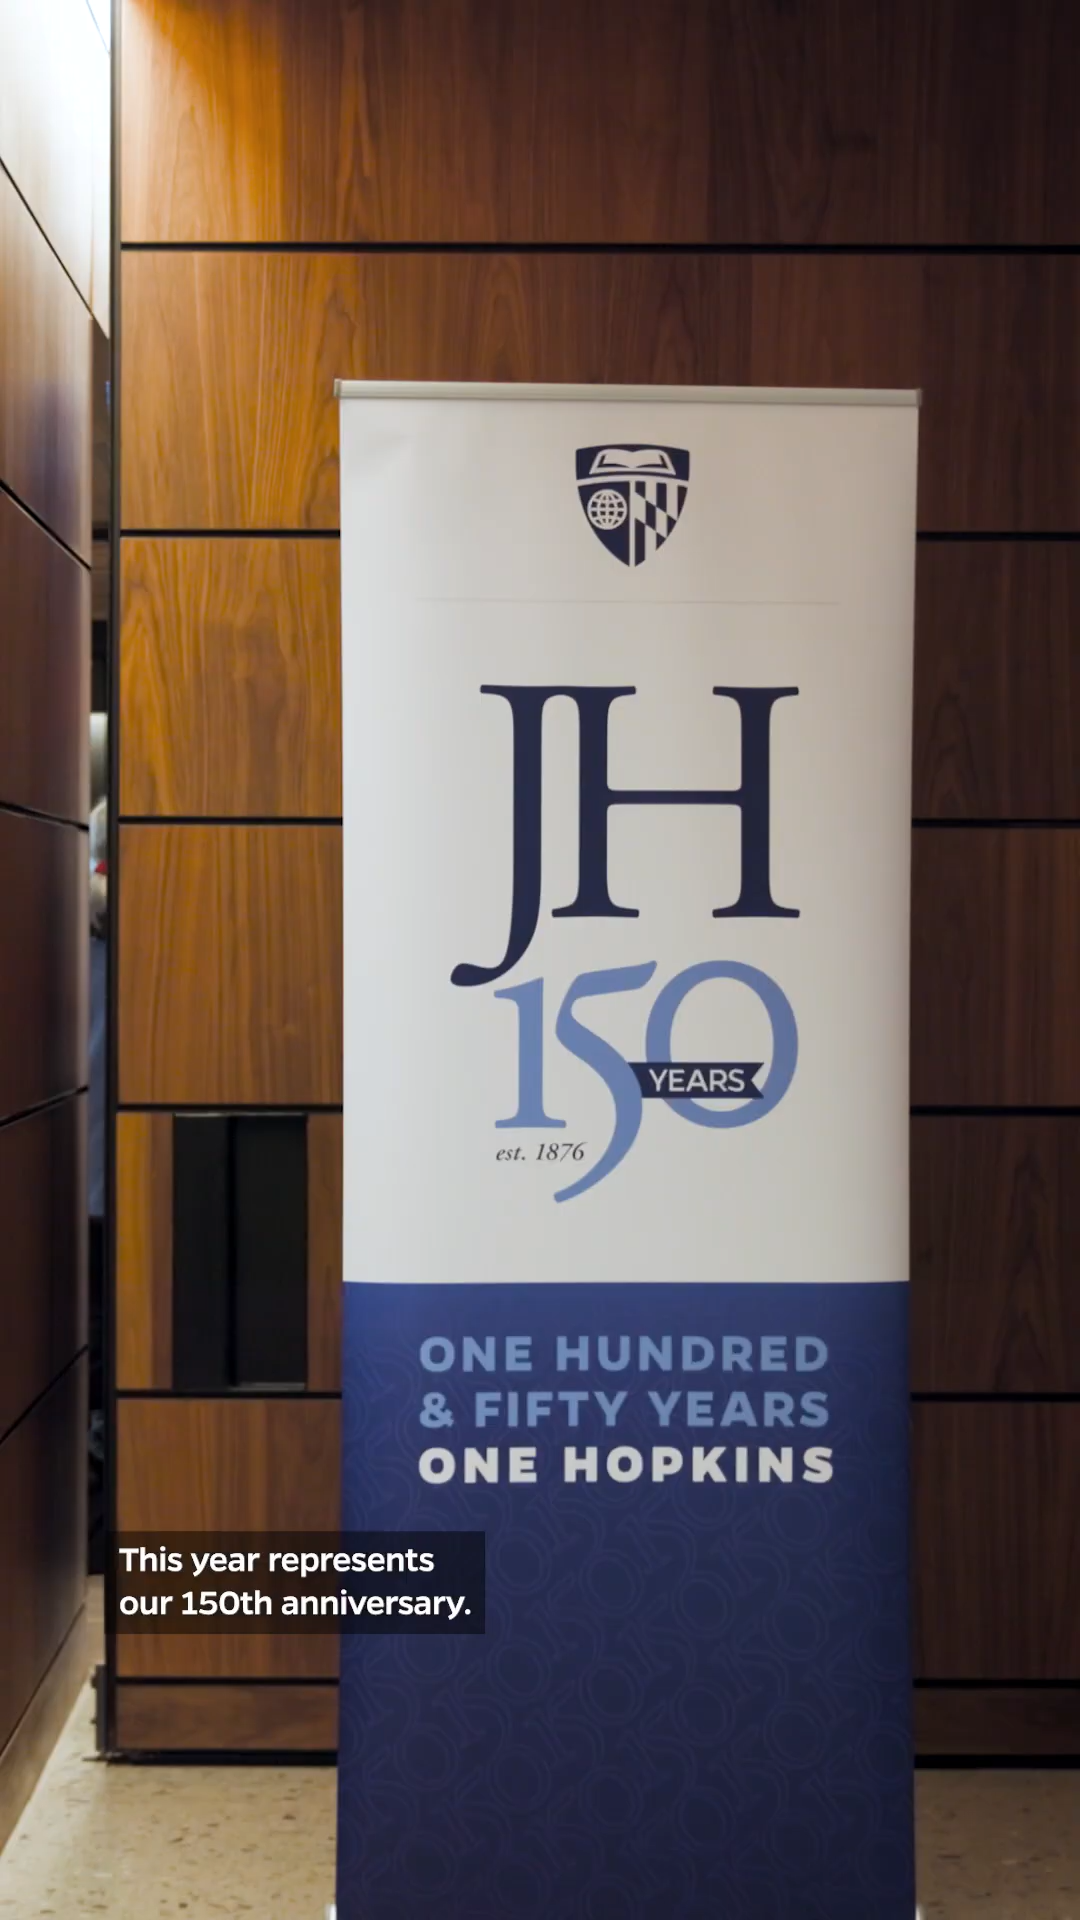 JH
150
YEARS
est. 1876
ONE HUNDRED
& FIFTY YEARS
ONE HOPKINS
This year represents
our 150th anniversary.